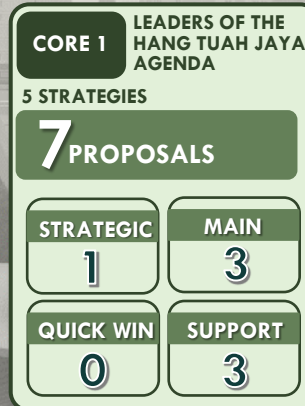 CORE 1
LEADERS OF THE
HANG TUAH JAYA
AGENDA
5 STRATEGIES
7 PROPOSALS
STRATEGIC
1
MAIN
3
QUICK WIN
0
SUPPORT
3